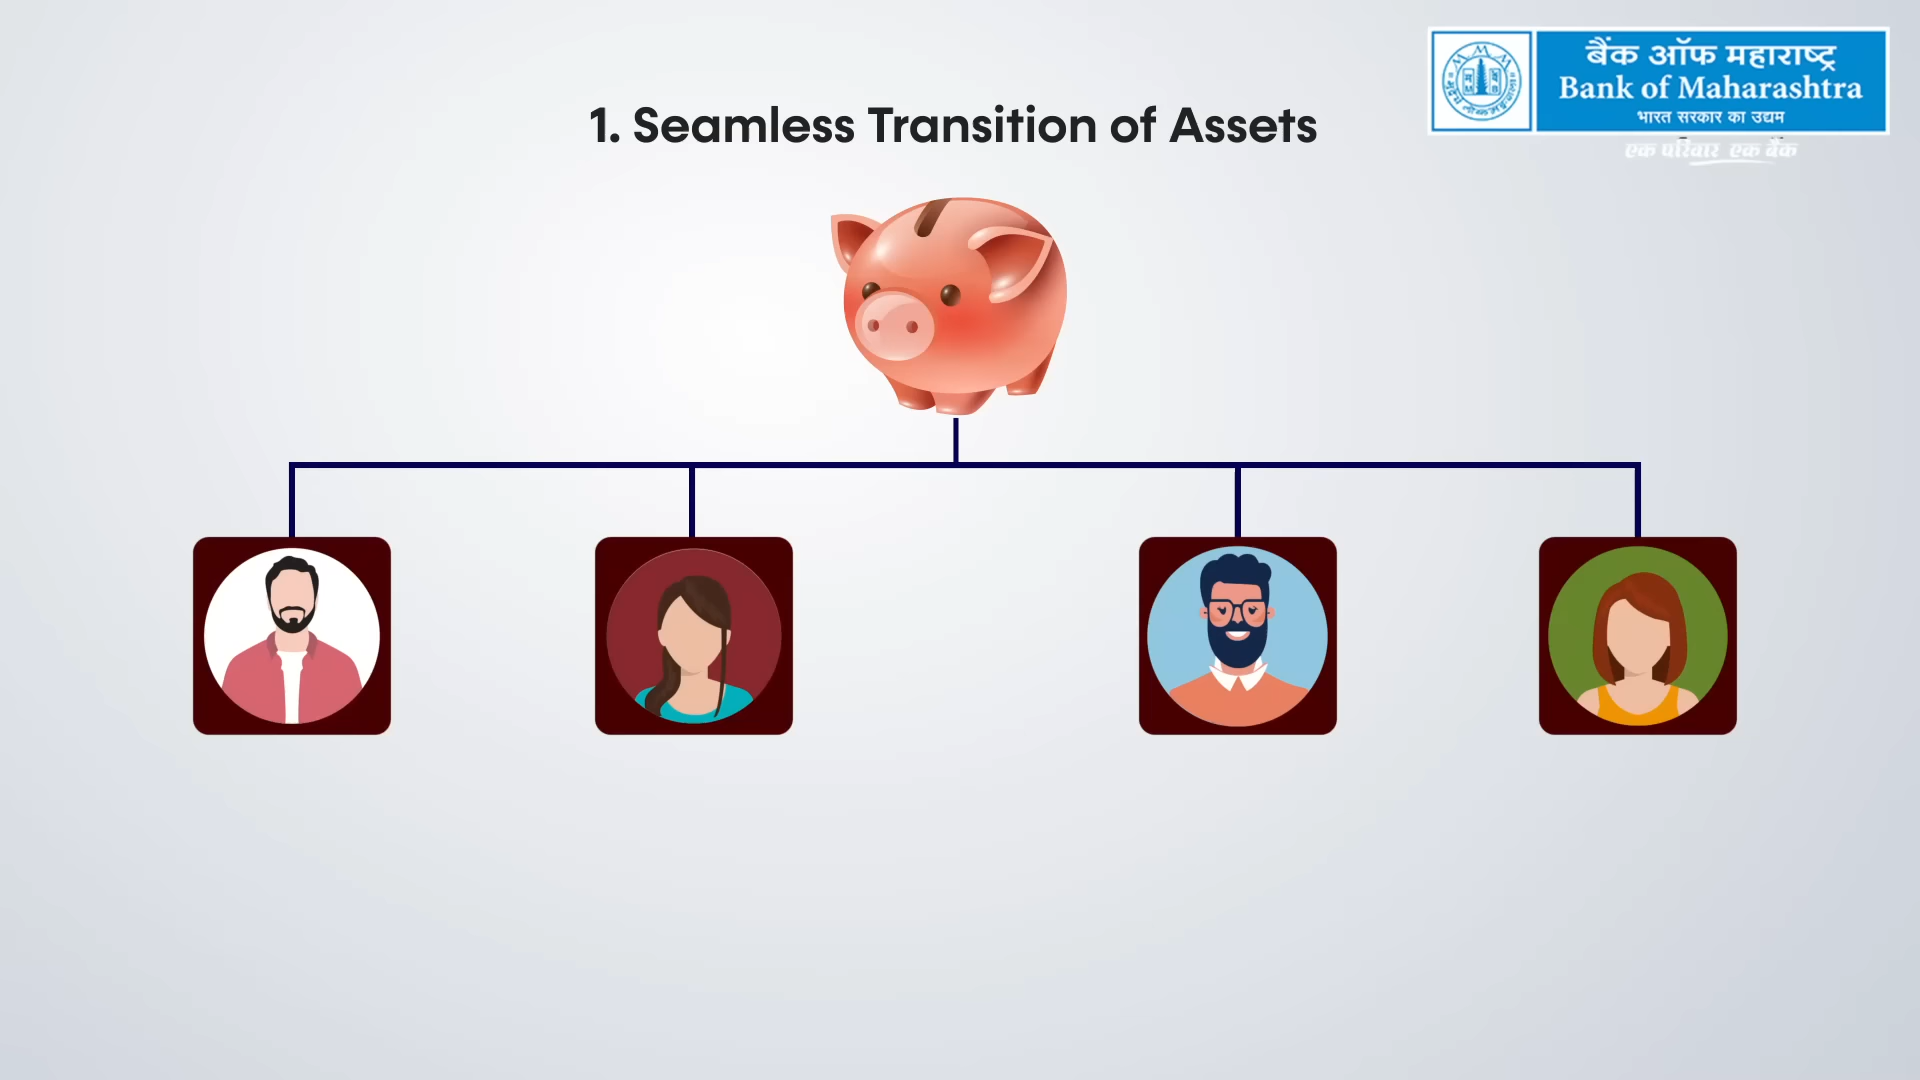 बैंक ऑफ महाराष्ट्र
Bank of Maharashtra
भारत सरकार का उद्यम
एक परिवार एक बैंक
1. Seamless Transition of Assets